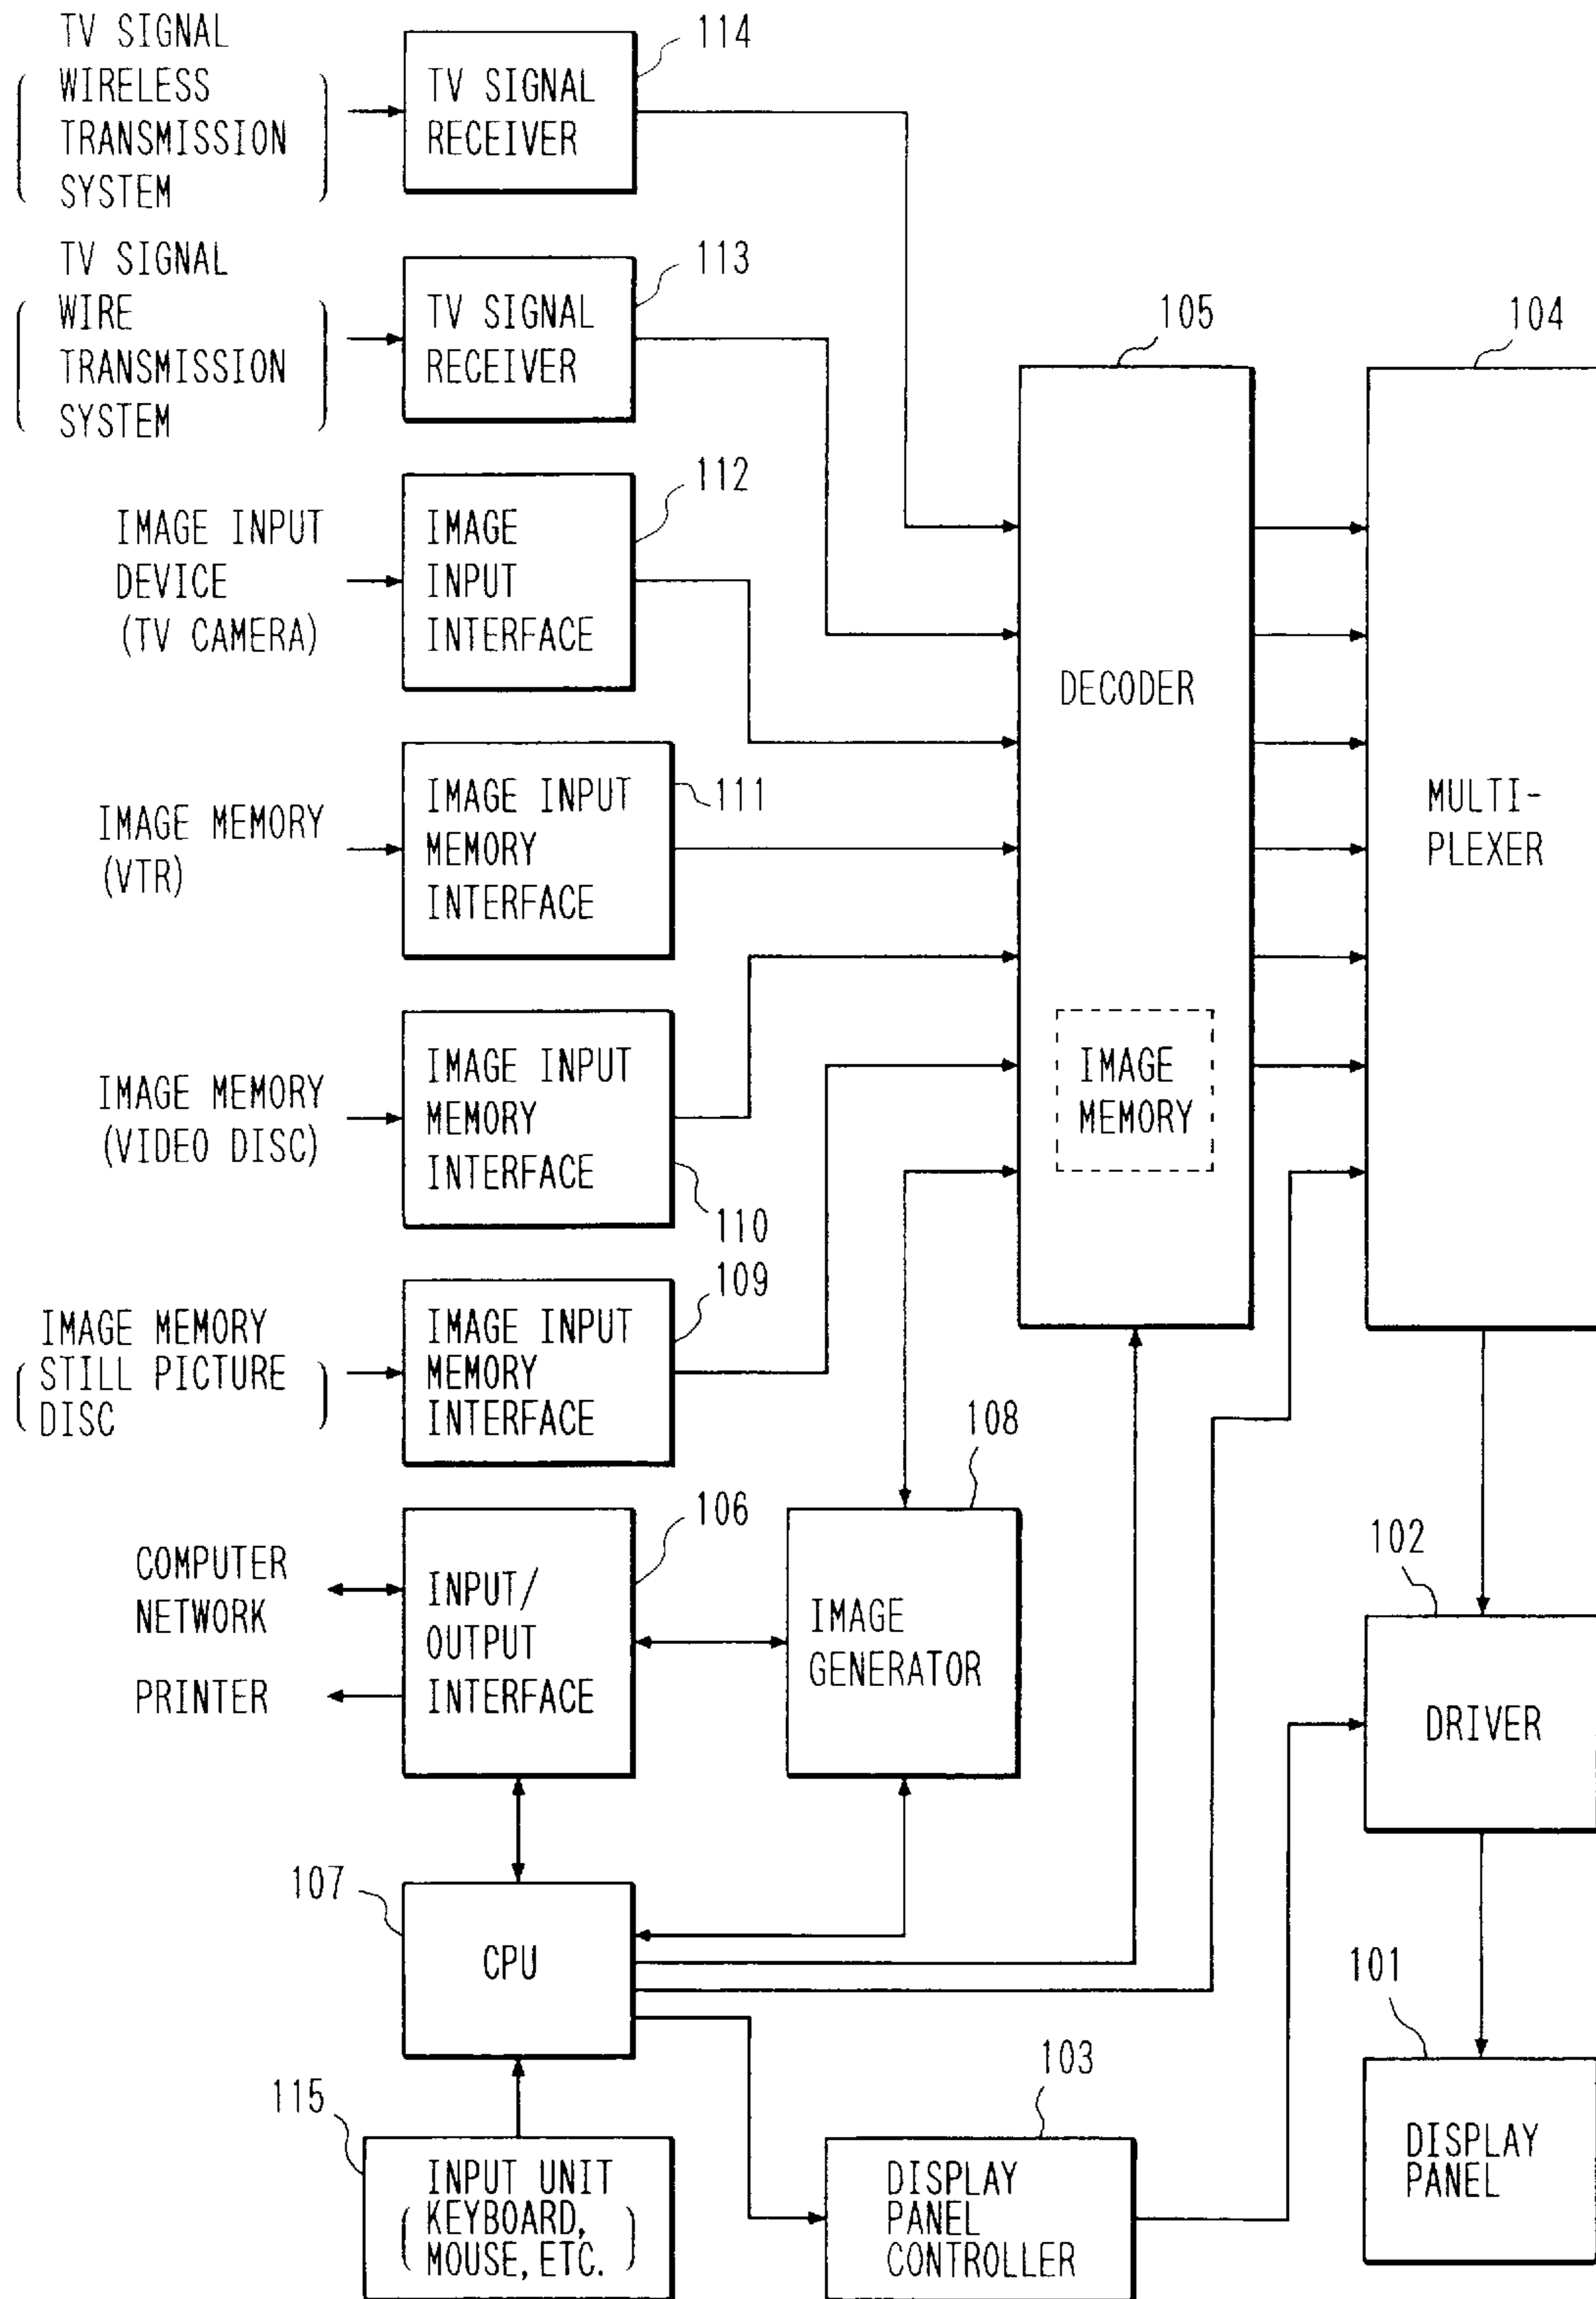 TV SIGNAL
WIRELESS
TRANSMISSION
SYSTEM
TV SIGNAL
RECEIVER
114
TV SIGNAL
WIRE
TRANSMISSION
SYSTEM
TV SIGNAL
RECEIVER
113
IMAGE INPUT
DEVICE
(TV CAMERA)
IMAGE
INPUT
INTERFACE
112
IMAGE MEMORY
(VTR)
IMAGE INPUT
MEMORY
INTERFACE
111
IMAGE MEMORY
(VIDEO DISC)
IMAGE INPUT
MEMORY
INTERFACE
110
IMAGE MEMORY
STILL PICTURE
DISC
IMAGE INPUT
MEMORY
INTERFACE
109
105
DECODER
IMAGE
MEMORY
104
MULTI-
PLEXER
COMPUTER
NETWORK
PRINTER
INPUT/
OUTPUT
INTERFACE
106
IMAGE
GENERATOR
108
102
DRIVER
107
CPU
101
DISPLAY
PANEL
115
INPUT UNIT
KEYBOARD,
MOUSE, ETC.
103
DISPLAY
PANEL
CONTROLLER